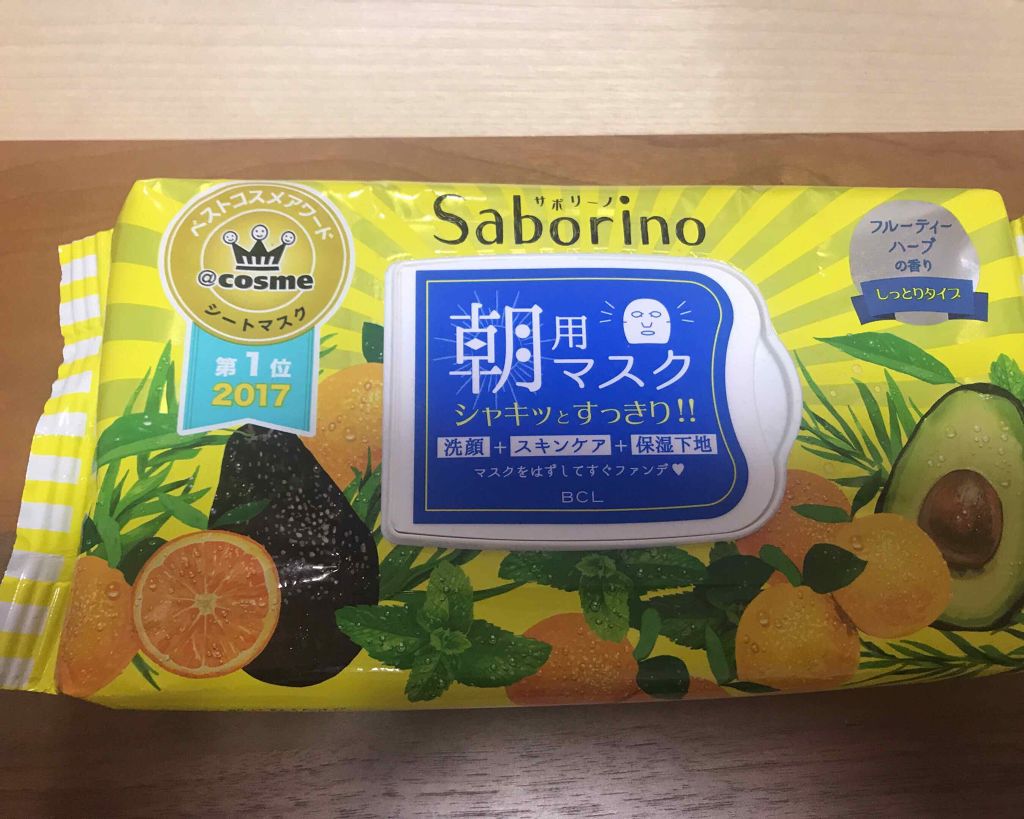 ベストコスメアワード
@cosme
シートマスク
第1位
2017
サボリーノ
Saborino
フルーティー
ハーブ
の香り
しっとりタイプ
朝用マスク
シャキッとすっきり!!
洗顔+スキンケア+保湿下地
マスクをはずしてすぐファンデ♥
BCL